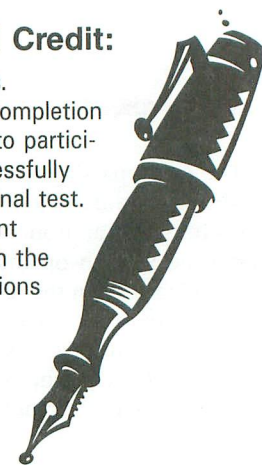 Credit:
.
ompletion
to partici-
essfully
nal test.
nt
n the
ions